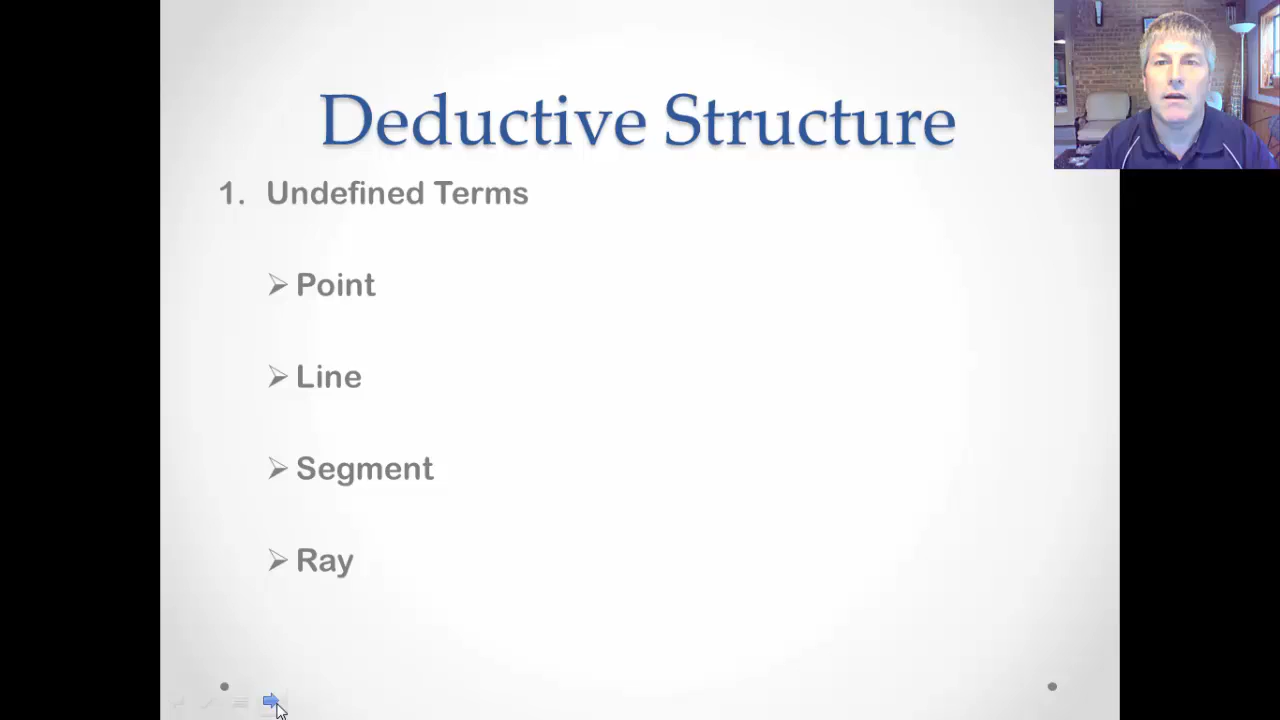 Deductive Structure
1. Undefined Terms
➢ Point
➢ Line
➢ Segment
➢ Ray